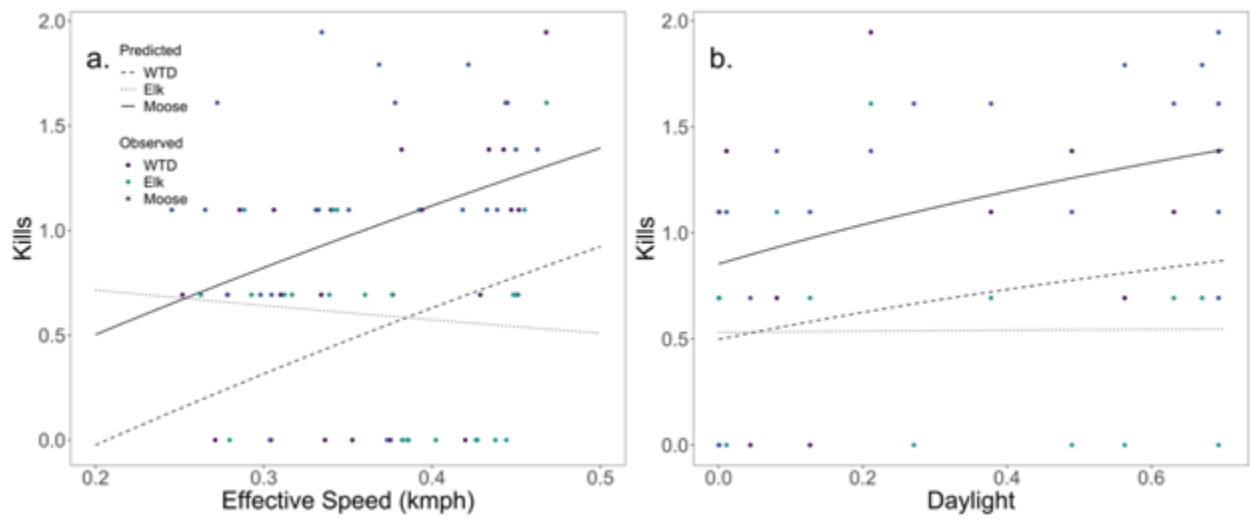 a.
Predicted
WTD
Elk
Moose
Observed
WTD
Elk
Moose
Kills
2.0
1.5
1.0
0.5
0.0
0.2 0.3 0.4 0.5
Effective Speed (kmph)
b.
Kills
2.0
1.5
1.0
0.5
0.0
0.0 0.2 0.4 0.6
Daylight